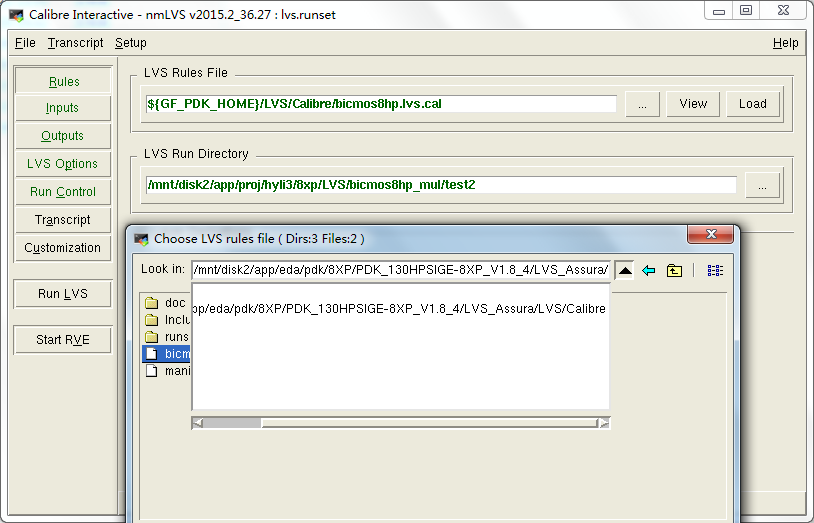 Calibre Interactive - nmLVS v2015.2_36.27 : lvs.runset
File Transcript Setup Help
Rules
Inputs
Outputs
LVS Options
Run Control
Transcript
Customization
Run LVS
Start RVE
LVS Rules File
${GF_PDK_HOME}/LVS/Calibre/bicmos8hp.lvs.cal
... View Load
LVS Run Directory
/mnt/disk2/app/proj/hyli3/8xp/LVS/bicmos8hp_mul/test2
...
Choose LVS rules file ( Dirs:3 Files:2 )
Look in: /mnt/disk2/app/eda/pdk/8XP/PDK_130HPSIGE-8XP_V1.8_4/LVS_Assura/
pp/eda/pdk/8XP/PDK_130HPSIGE-8XP_V1.8_4/LVS_Assura/LVS/Calibre
doc
Inclu
runs
bicm
mani